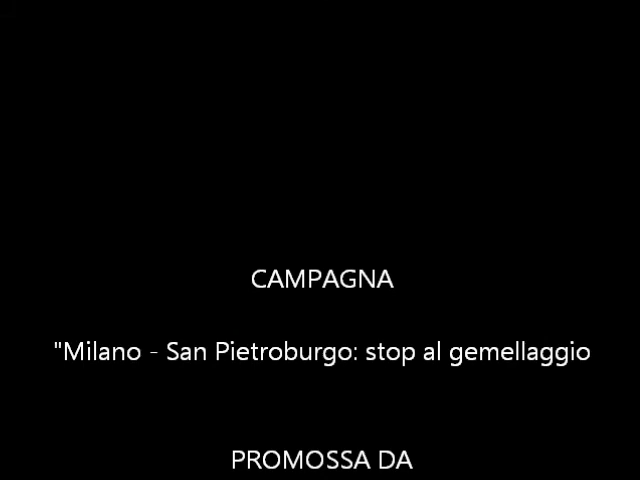 CAMPAGNA
"Milano - San Pietroburgo: stop al gemellaggio
PROMOSSA DA